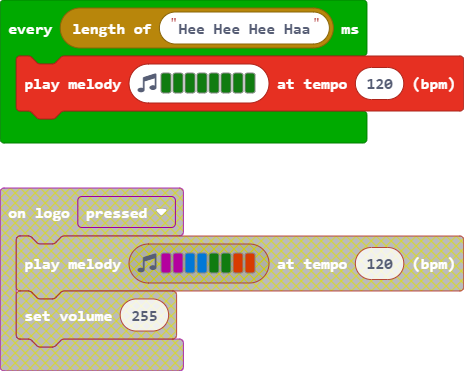 every length of "Hee Hee Hee Haa" ms
play melody at tempo 120 (bpm)
on logo pressed
play melody at tempo 120 (bpm)
set volume 255